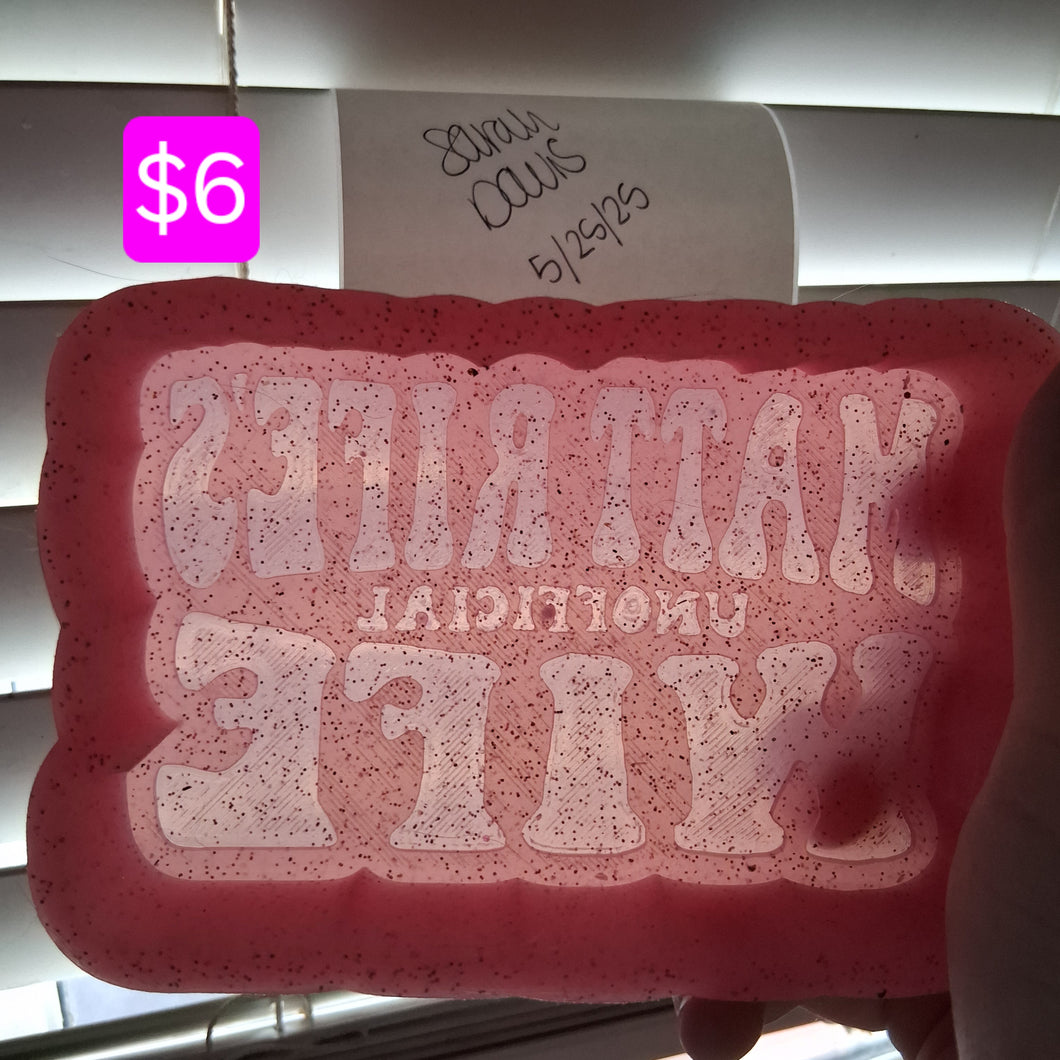 $6
Sarah
Davis
5/25/25
MATT RIFE'S
UNOFFICIAL
WIFE